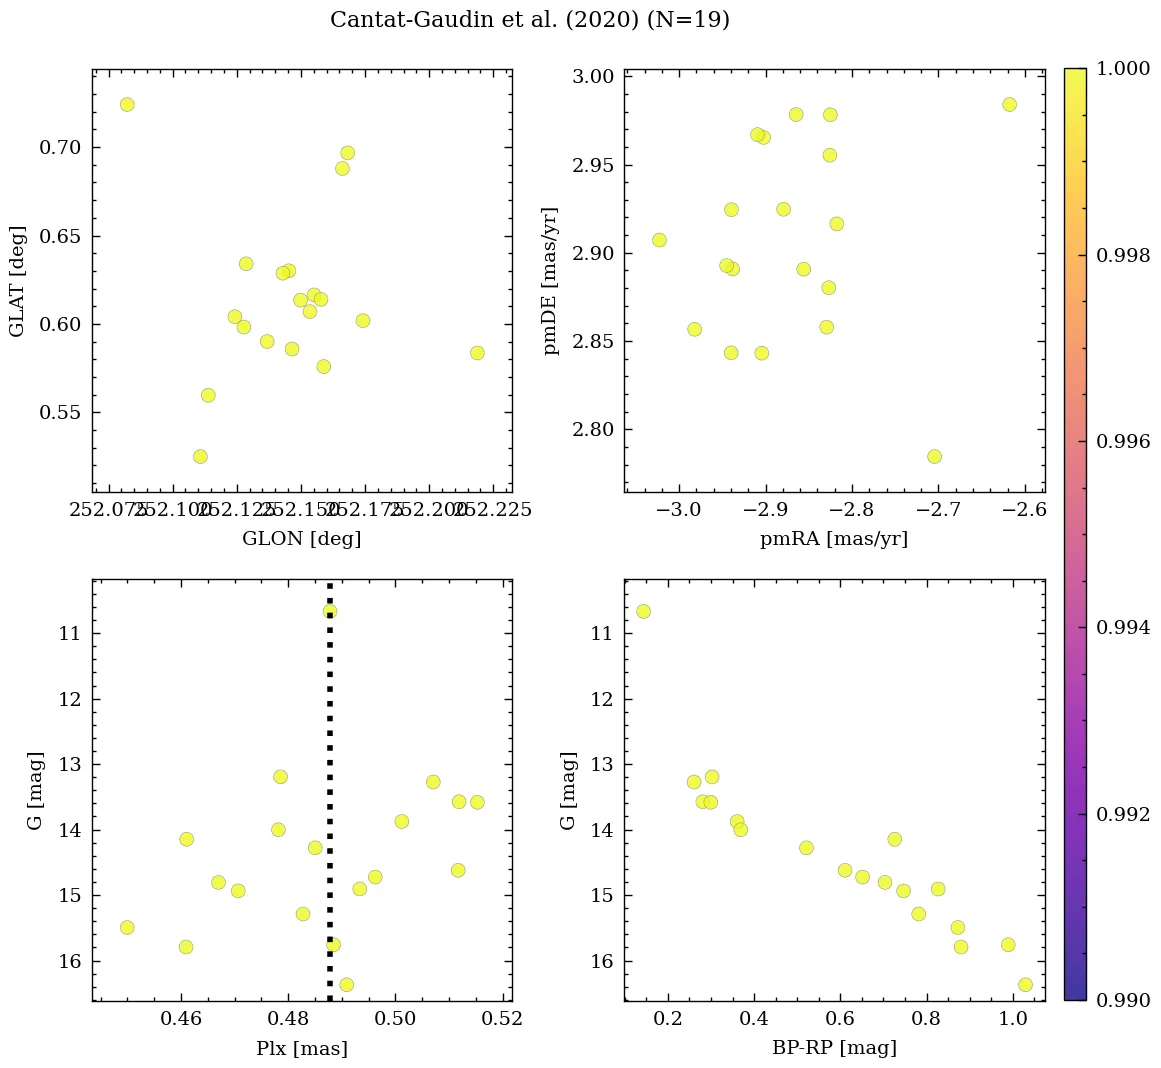 Cantat-Gaudin et al. (2020) (N=19)
GLAT [deg]
0.70
0.65
0.60
0.55
252.075 252.100 252.125 252.150 252.175 252.200 252.225
GLON [deg]
pmDE [mas/yr]
3.00
2.95
2.90
2.85
2.80
−3.0 −2.9 −2.8 −2.7 −2.6
pmRA [mas/yr]
G [mag]
11
12
13
14
15
16
0.46 0.48 0.50 0.52
Plx [mas]
G [mag]
11
12
13
14
15
16
0.2 0.4 0.6 0.8 1.0
BP-RP [mag]
1.000
0.998
0.996
0.994
0.992
0.990